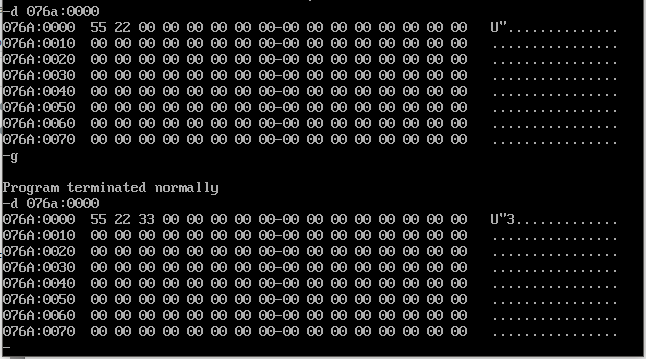 -d 076a:0000
076A:0000  55 22 00 00 00 00 00 00-00 00 00 00 00 00 00 00   U"..............
076A:0010  00 00 00 00 00 00 00 00-00 00 00 00 00 00 00 00   ................
076A:0020  00 00 00 00 00 00 00 00-00 00 00 00 00 00 00 00   ................
076A:0030  00 00 00 00 00 00 00 00-00 00 00 00 00 00 00 00   ................
076A:0040  00 00 00 00 00 00 00 00-00 00 00 00 00 00 00 00   ................
076A:0050  00 00 00 00 00 00 00 00-00 00 00 00 00 00 00 00   ................
076A:0060  00 00 00 00 00 00 00 00-00 00 00 00 00 00 00 00   ................
076A:0070  00 00 00 00 00 00 00 00-00 00 00 00 00 00 00 00   ................
-g
Program terminated normally
-d 076a:0000
076A:0000  55 22 33 00 00 00 00 00-00 00 00 00 00 00 00 00   U"3.............
076A:0010  00 00 00 00 00 00 00 00-00 00 00 00 00 00 00 00   ................
076A:0020  00 00 00 00 00 00 00 00-00 00 00 00 00 00 00 00   ................
076A:0030  00 00 00 00 00 00 00 00-00 00 00 00 00 00 00 00   ................
076A:0040  00 00 00 00 00 00 00 00-00 00 00 00 00 00 00 00   ................
076A:0050  00 00 00 00 00 00 00 00-00 00 00 00 00 00 00 00   ................
076A:0060  00 00 00 00 00 00 00 00-00 00 00 00 00 00 00 00   ................
076A:0070  00 00 00 00 00 00 00 00-00 00 00 00 00 00 00 00   ................
-